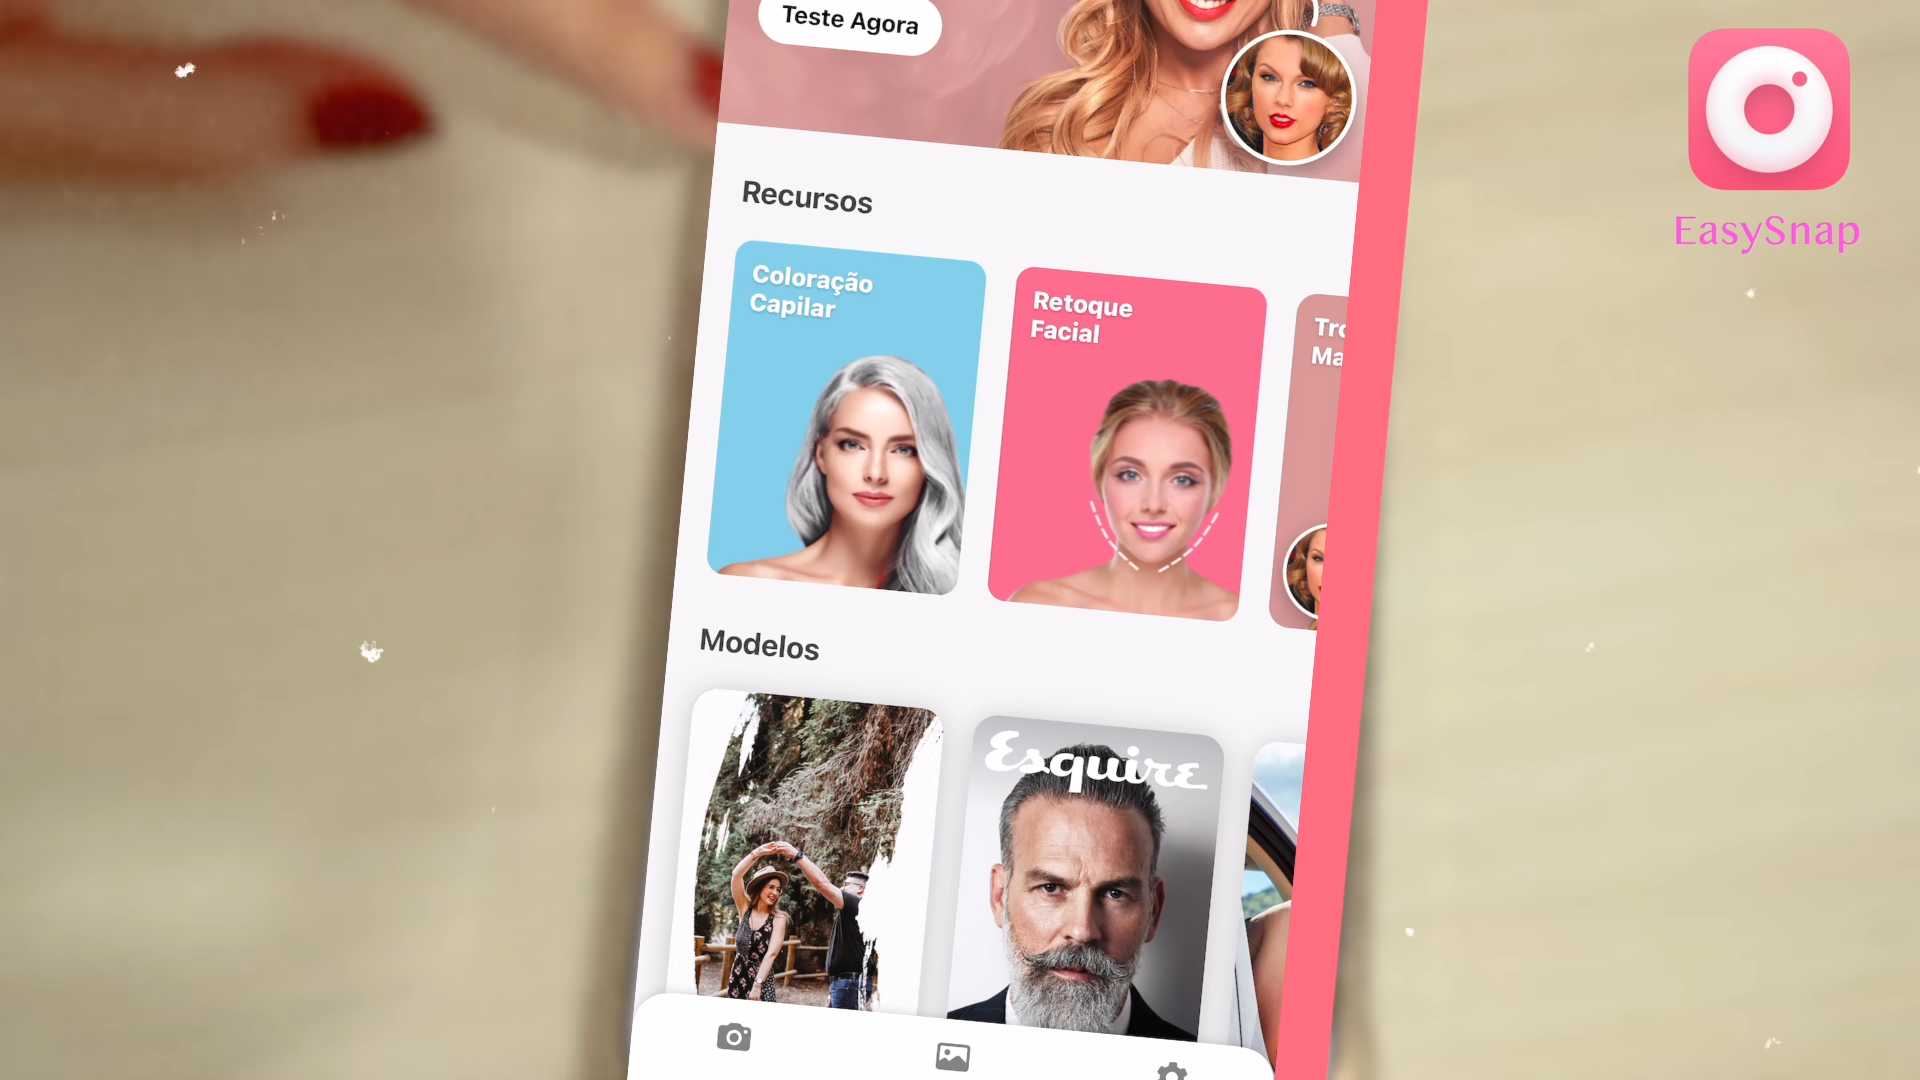 Teste Agora
EasySnap
Recursos
Coloração
Capilar
Retoque
Facial
Modelos
Esquire